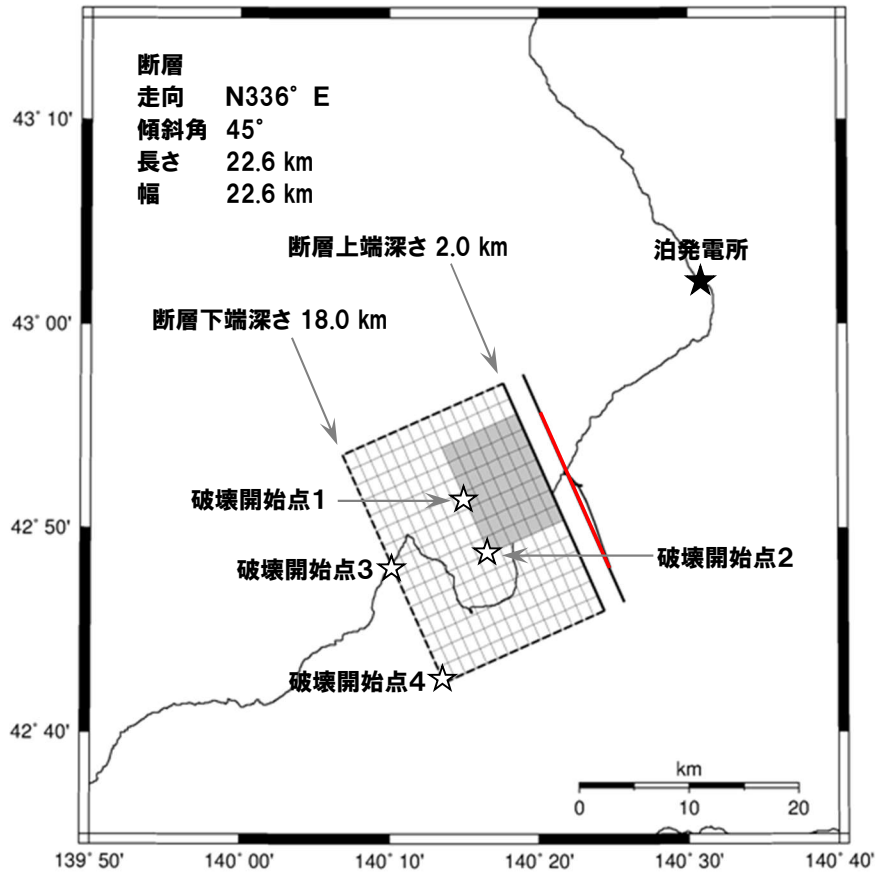 断層
走向 N336°E
傾斜角 45°
長さ 22.6 km
幅 22.6 km
43° 10'
断層上端深さ 2.0 km
泊発電所
断層下端深さ 18.0 km
43° 00'
破壊開始点1
42° 50'
破壊開始点2
破壊開始点3
破壊開始点4
42° 40'
km
0 10 20
139° 50' 140° 00' 140° 10' 140° 20' 140° 30' 140° 40'